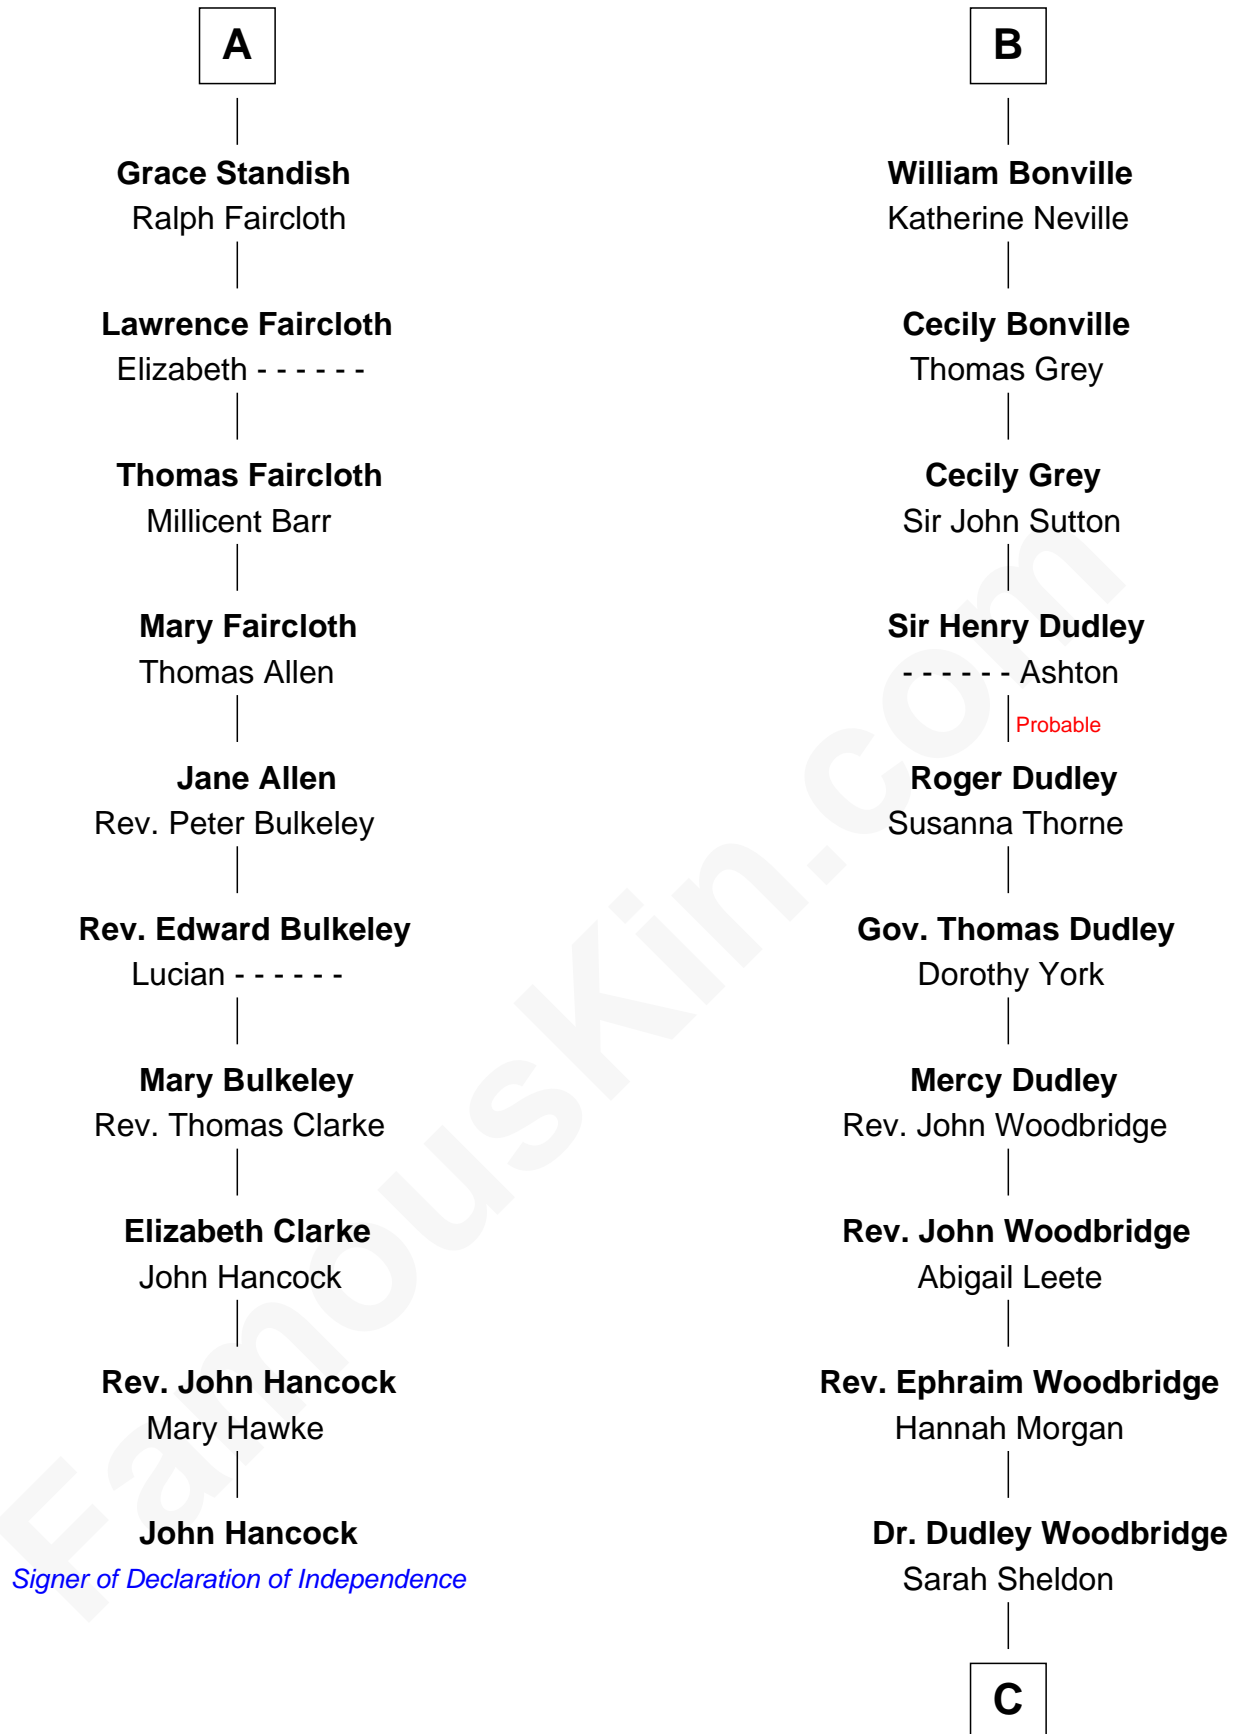 A
Grace Standish
Ralph Faircloth
Lawrence Faircloth
Elizabeth - - - - - -
Thomas Faircloth
Millicent Barr
Mary Faircloth
Thomas Allen
Jane Allen
Rev. Peter Bulkeley
Rev. Edward Bulkeley
Lucian - - - - - -
Mary Bulkeley
Rev. Thomas Clarke
Elizabeth Clarke
John Hancock
Rev. John Hancock
Mary Hawke
John Hancock
Signer of Declaration of Independence
B
William Bonville
Katherine Neville
Cecily Bonville
Thomas Grey
Cecily Grey
Sir John Sutton
Sir Henry Dudley
- - - - - - Ashton
Probable
Roger Dudley
Susanna Thorne
Gov. Thomas Dudley
Dorothy York
Mercy Dudley
Rev. John Woodbridge
Rev. John Woodbridge
Abigail Leete
Rev. Ephraim Woodbridge
Hannah Morgan
Dr. Dudley Woodbridge
Sarah Sheldon
C
FamousKin.com